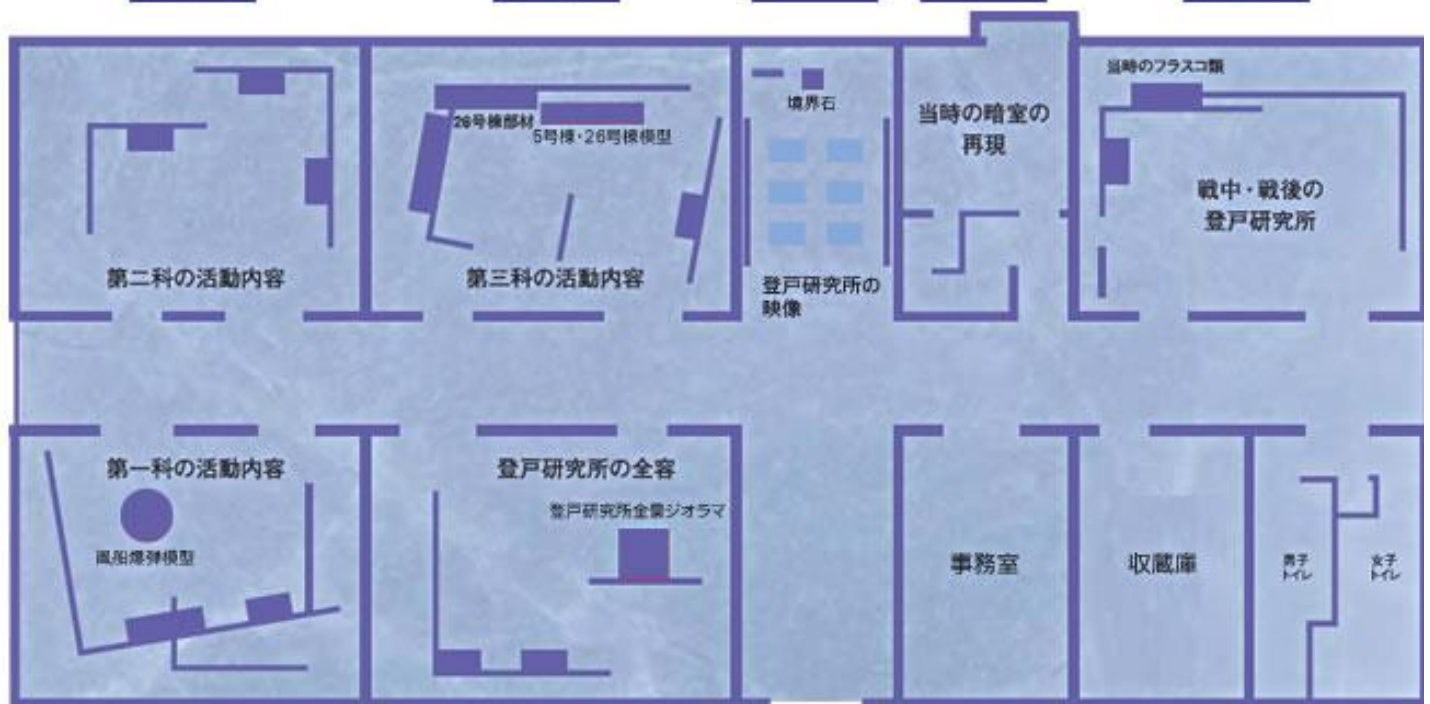 26号棟部材
5号棟・26号棟模型
第二科の活動内容
第三科の活動内容
境界石
登戸研究所の
映像
当時の暗室の
再現
当時のフラスコ類
戦中・戦後の
登戸研究所
第一科の活動内容
風船爆弾模型
登戸研究所の全容
登戸研究所全景ジオラマ
事務室
収蔵庫
男子
トイレ
女子
トイレ